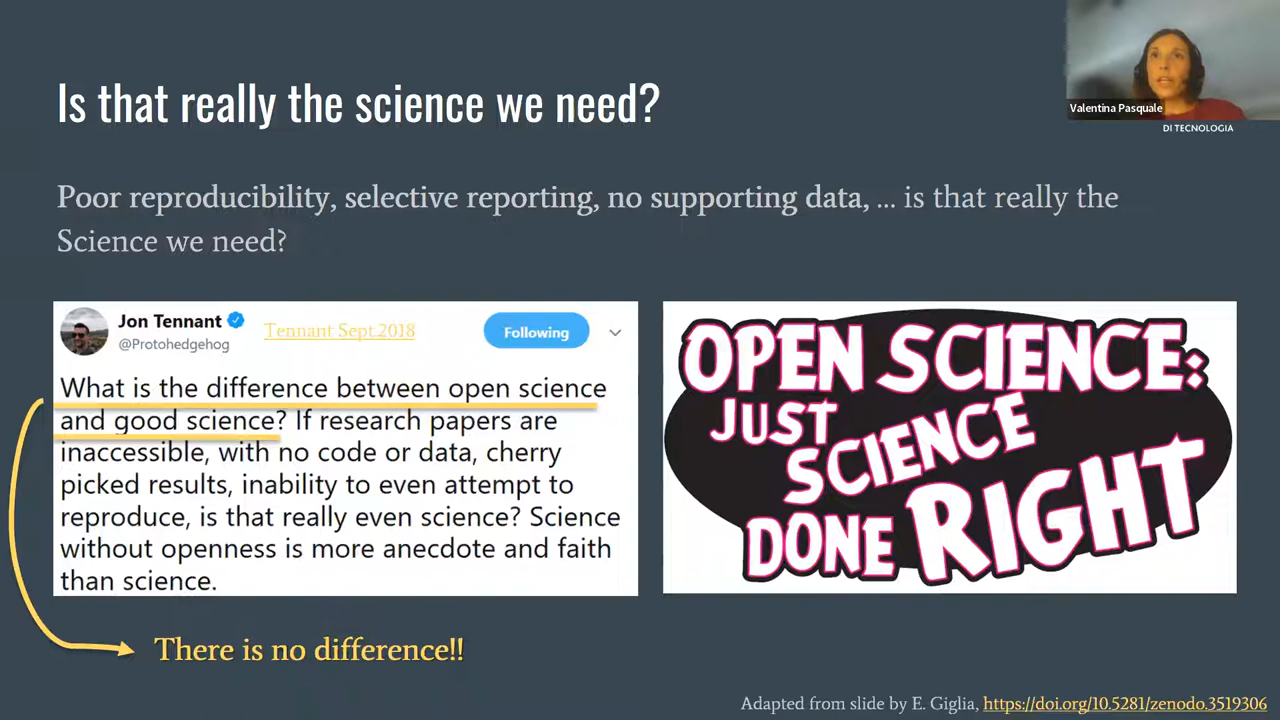 Valentina Pasquale
DI TECNOLOGIA
Is that really the science we need?
Poor reproducibility, selective reporting, no supporting data, ... is that really the
Science we need?
Jon Tennant
@Protohedgehog
Tennant Sept.2018
Following
What is the difference between open science
and good science? If research papers are
inaccessible, with no code or data, cherry
picked results, inability to even attempt to
reproduce, is that really even science? Science
without openness is more anecdote and faith
than science.
OPEN SCIENCE:
JUST
SCIENCE
DONE RIGHT
There is no difference!!
Adapted from slide by E. Giglia, https://doi.org/10.5281/zenodo.3519306